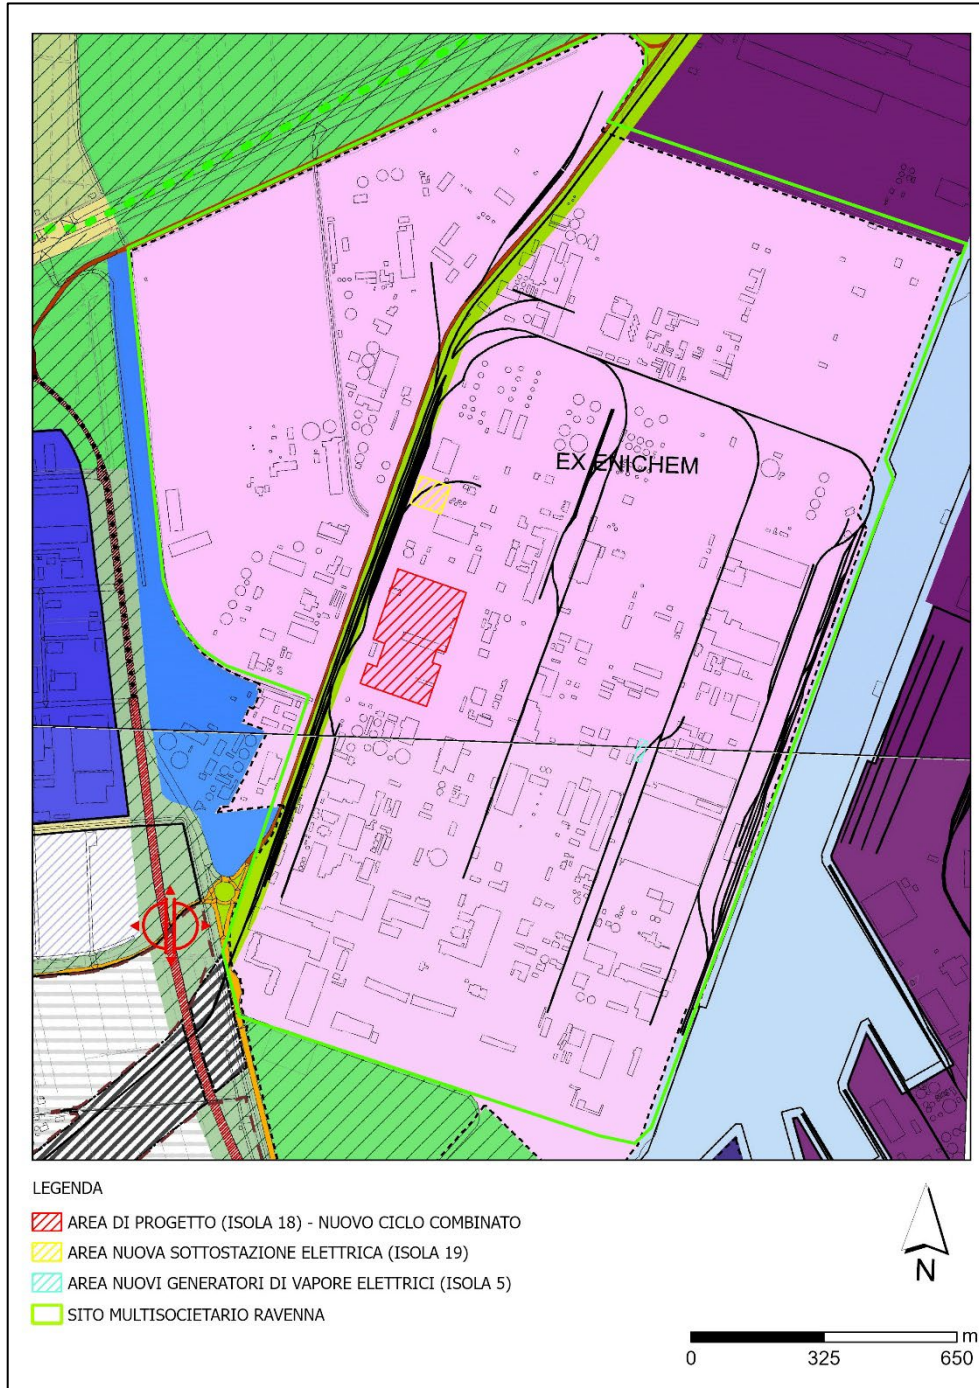 EX ENICHEM
LEGENDA
AREA DI PROGETTO (ISOLA 18) - NUOVO CICLO COMBINATO
AREA NUOVA SOTTOSTAZIONE ELETTRICA (ISOLA 19)
AREA NUOVI GENERATORI DI VAPORE ELETTRICI (ISOLA 5)
SITO MULTISOCIETARIO RAVENNA
N
m
0 325 650